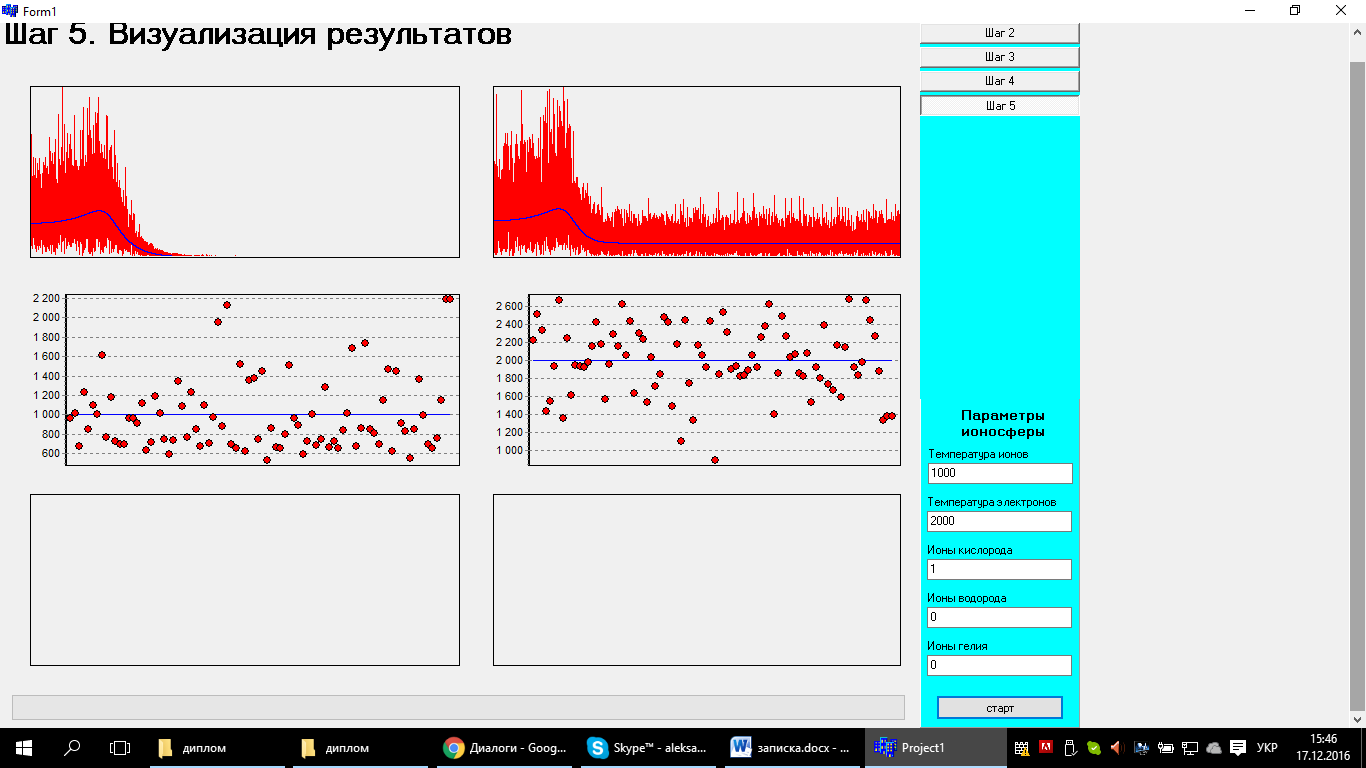 Form1
Шаг 5. Визуализация результатов
Шаг 2
Шаг 3
Шаг 4
Шаг 5
2 200
2 000
1 800
1 600
1 400
1 200
1 000
800
600
2 600
2 400
2 200
2 000
1 800
1 600
1 400
1 200
1 000
Параметры
ионосферы
Температура ионов
1000
Температура электронов
2000
Ионы кислорода
1
Ионы водорода
0
Ионы гелия
0
старт
диплом
диплом
Диалоги - Goog...
Skype™ - aleksa...
записка.docx - ...
Project1
УКР
15:46
17.12.2016